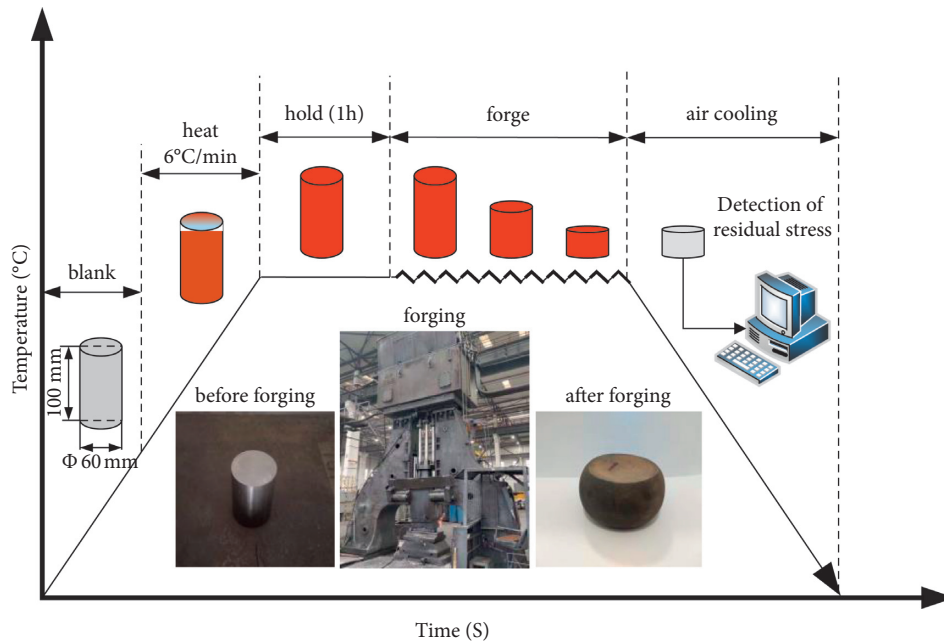 hold (1h)
forge
air cooling
heat
6°C/min
Detection of
residual stress
blank
Temperature (°C)
100 mm
Φ 60 mm
forging
before forging
after forging
Time (S)